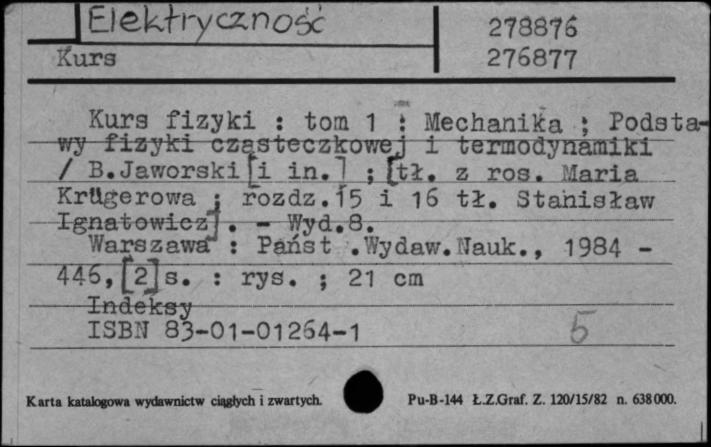 Elektryczność
278876
Kurs
276877
Kurs fizyki : tom 1 : Mechanika ; Podsta-
wy fizyki cząsteczkowej i termodynamiki
/ B.Jaworski [i in.] ; [tł. z ros. Maria
Krügerowa ; rozdz.15 i 16 tł. Stanisław
Ignatowicz]. - Wyd.8.
Warszawa : Państ .Wydaw.Nauk., 1984 -
446,[2]s. : rys. ; 21 cm
Indeksy
ISBN 83-01-01264-1
5
Karta katalogowa wydawnictw ciągłych i zwartych.
Pu-B-144 Ł.Z.Graf. Z. 120/15/82 n. 638000.